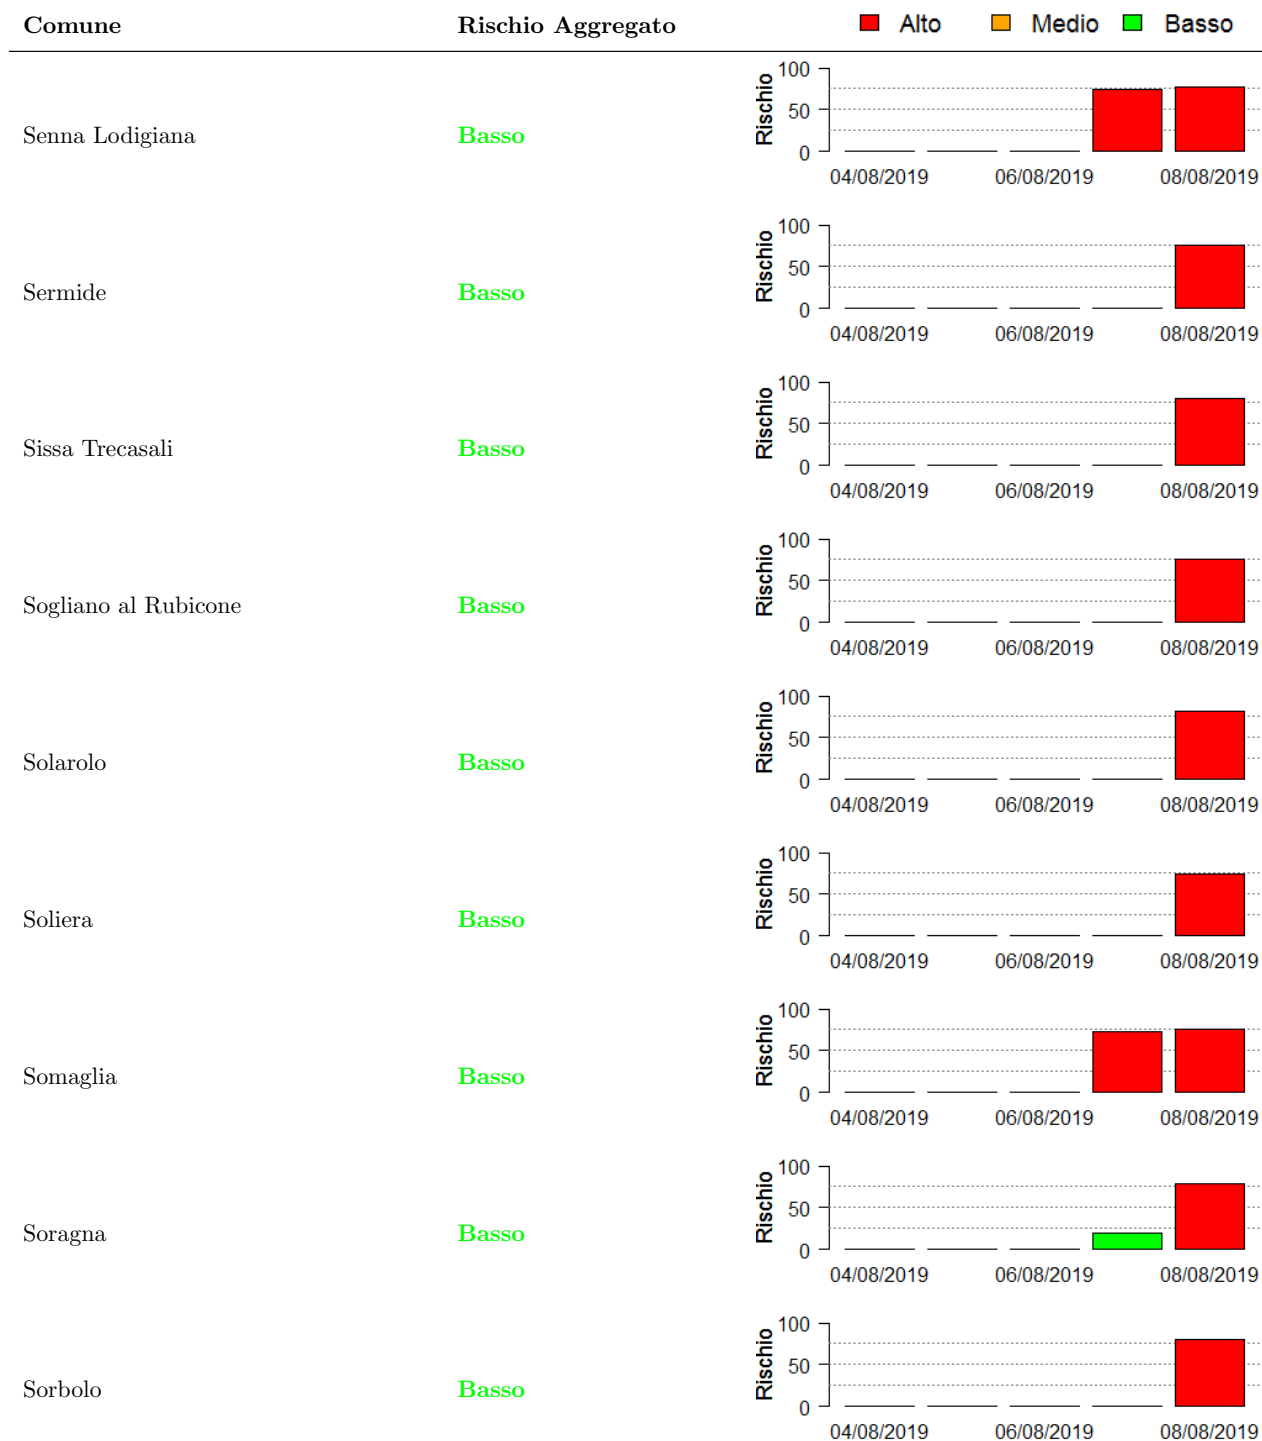 Comune Rischio Aggregato Alto Medio Basso
100
50
0
Rischio
Senna Lodigiana Basso
04/08/2019 06/08/2019 08/08/2019
100
50
0
Rischio
Sermide Basso
04/08/2019 06/08/2019 08/08/2019
100
50
0
Rischio
Sissa Trecasali Basso
04/08/2019 06/08/2019 08/08/2019
100
50
0
Rischio
Sogliano al Rubicone Basso
04/08/2019 06/08/2019 08/08/2019
100
50
0
Rischio
Solarolo Basso
04/08/2019 06/08/2019 08/08/2019
100
50
0
Rischio
Soliera Basso
04/08/2019 06/08/2019 08/08/2019
100
50
0
Rischio
Somaglia Basso
04/08/2019 06/08/2019 08/08/2019
100
50
0
Rischio
Soragna Basso
04/08/2019 06/08/2019 08/08/2019
100
50
0
Rischio
Sorbolo Basso
04/08/2019 06/08/2019 08/08/2019